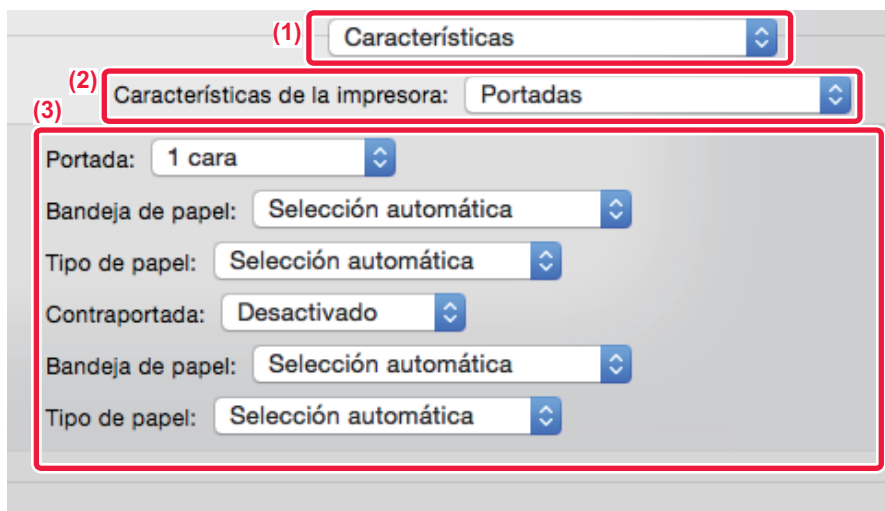 (1) Características
(2) Características de la impresora: Portadas
(3)
Portada: 1 cara
Bandeja de papel: Selección automática
Tipo de papel: Selección automática
Contraportada: Desactivado
Bandeja de papel: Selección automática
Tipo de papel: Selección automática